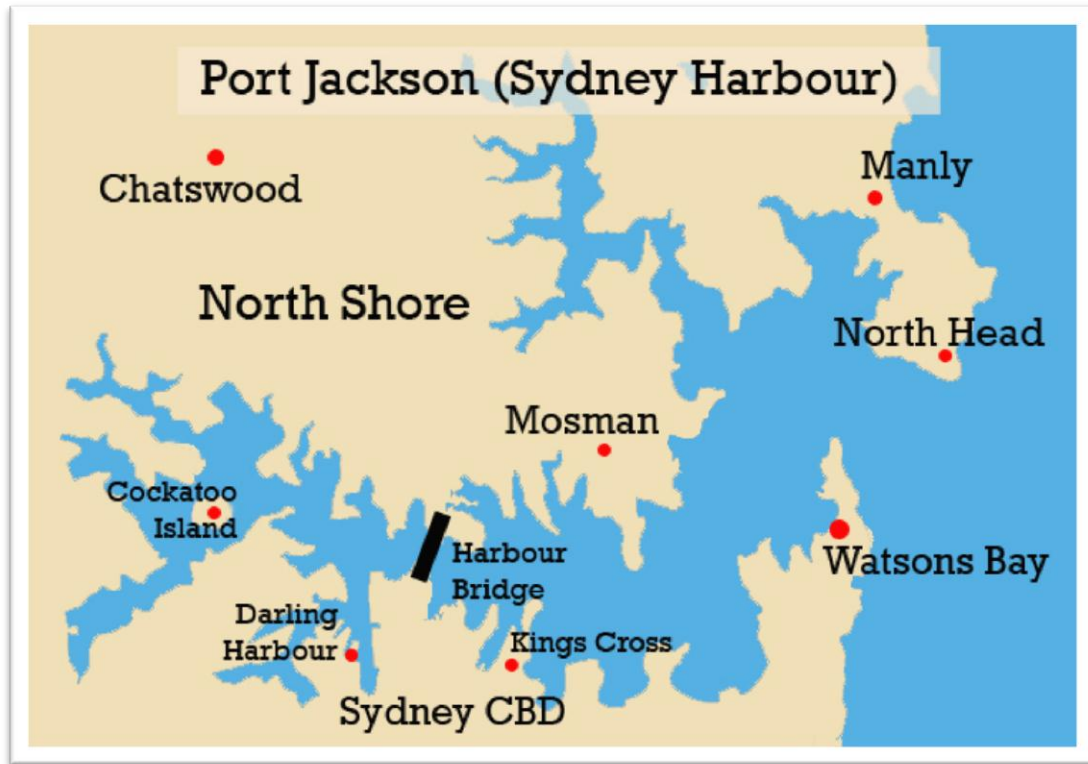 Port Jackson (Sydney Harbour)
Chatswood
Manly
North Shore
North Head
Mosman
Cockatoo
Island
Harbour
Bridge
Watsons Bay
Darling
Harbour
Kings Cross
Sydney CBD